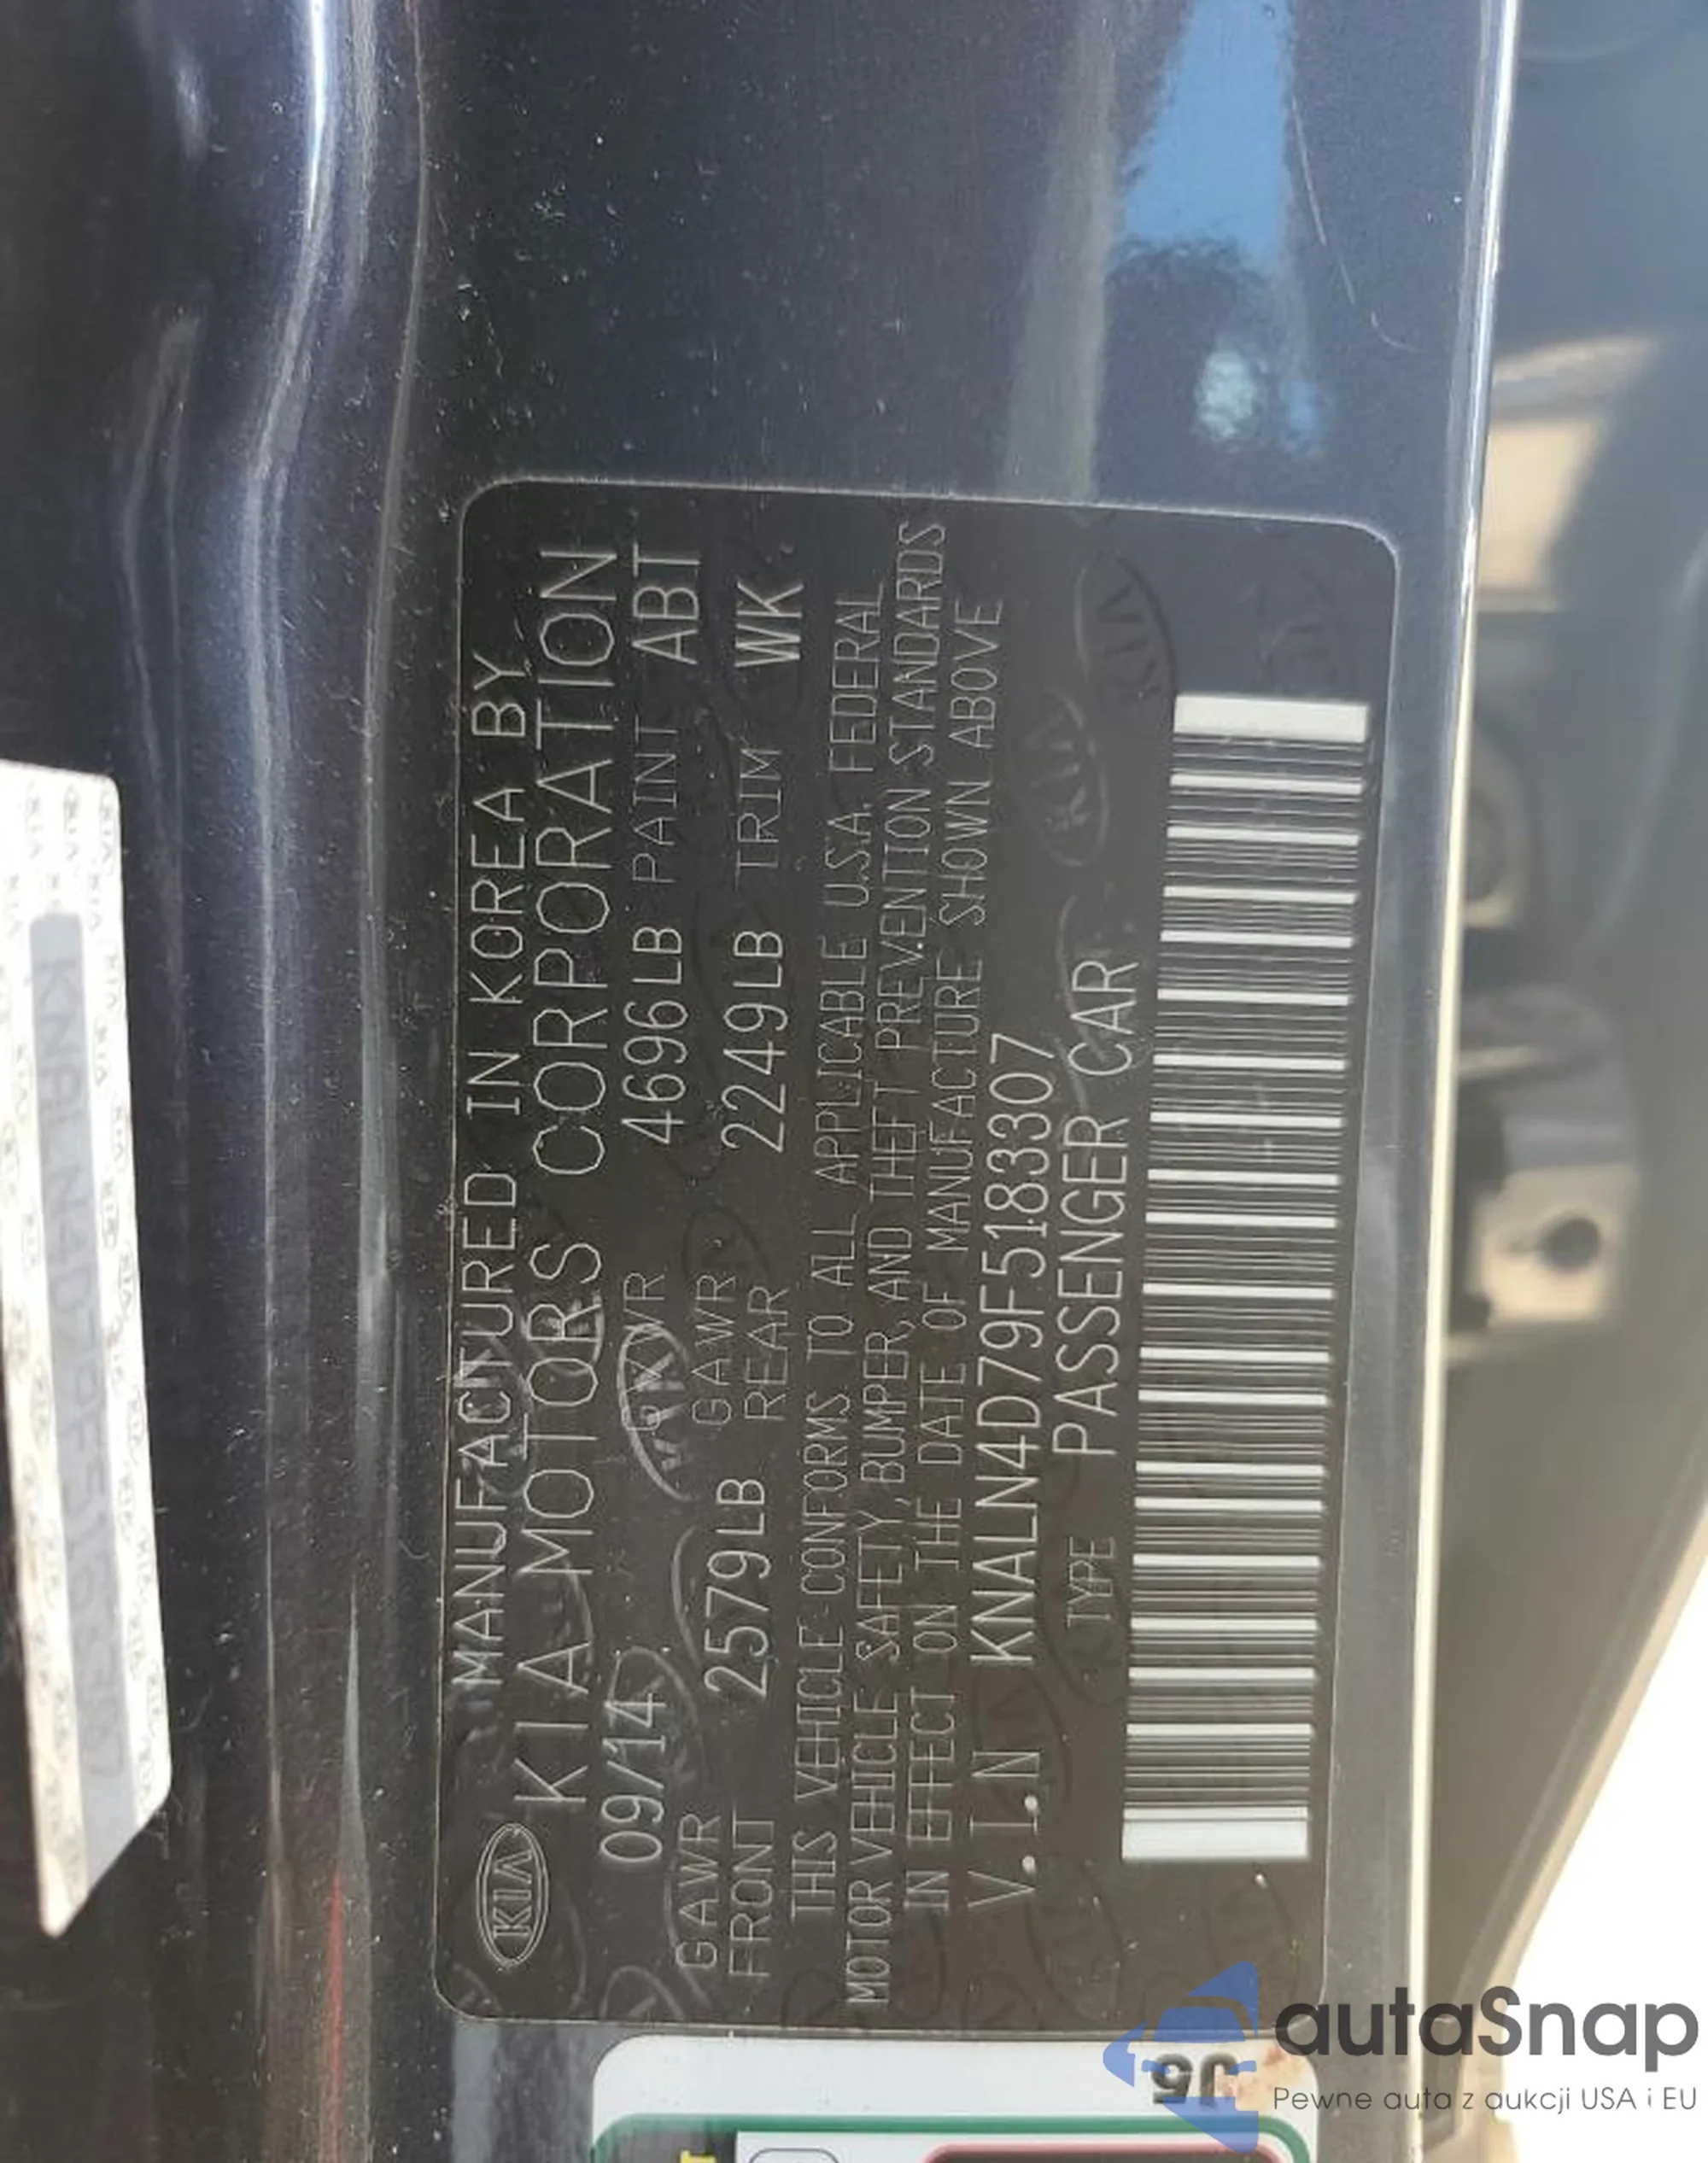 KIA
MANUFACTURED IN KOREA BY
KIA MOTORS CORPORATION
09/14 GVWR 4696LB PAINT ABT
GAWR FRONT 2579LB GAWR REAR 2249LB TRIM WK
THIS VEHICLE CONFORMS TO ALL APPLICABLE U.S.A. FEDERAL
MOTOR VEHICLE SAFETY, BUMPER, AND THEFT PREVENTION STANDARDS
IN EFFECT ON THE DATE OF MANUFACTURE SHOWN ABOVE
V.I.N KNALN4D79F5183307
TYPE PASSENGER CAR
KNALN4D79F5183307
autaSnap
Pewne auta z aukcji USA i EU